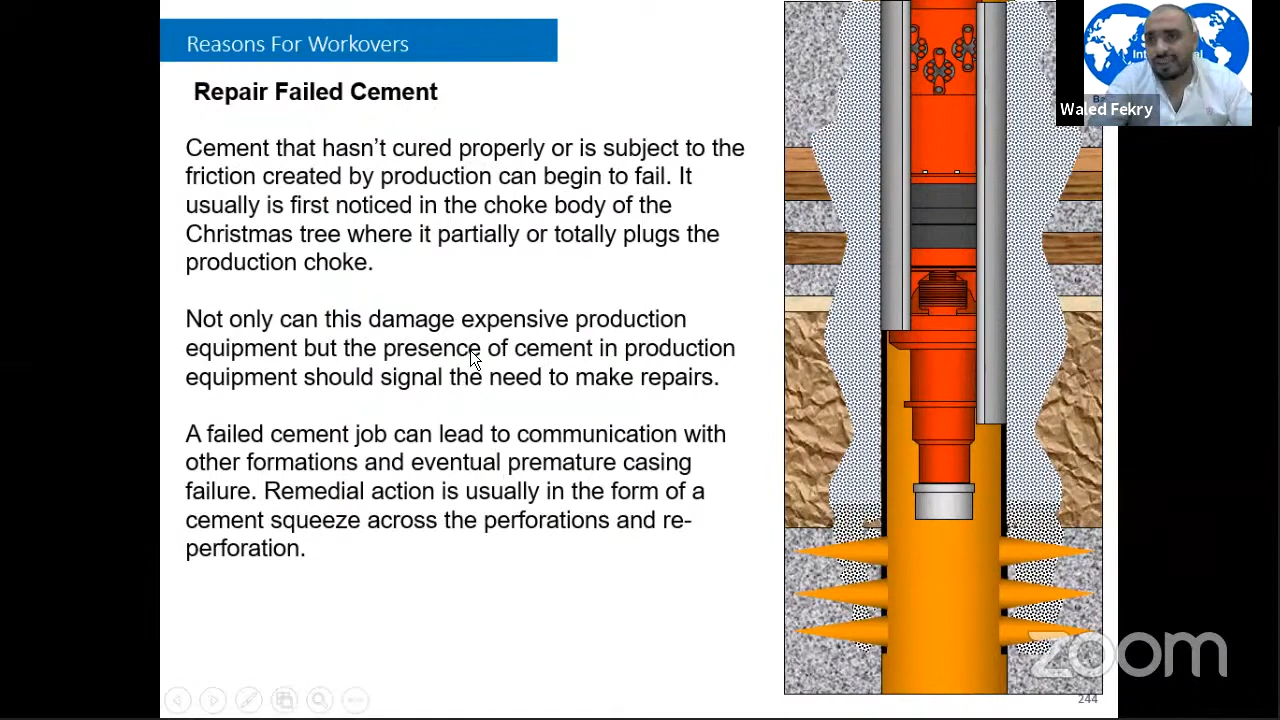 Reasons For Workovers
Repair Failed Cement
Cement that hasn't cured properly or is subject to the
friction created by production can begin to fail. It
usually is first noticed in the choke body of the
Christmas tree where it partially or totally plugs the
production choke.
Not only can this damage expensive production
equipment but the presence of cement in production
equipment should signal the need to make repairs.
A failed cement job can lead to communication with
other formations and eventual premature casing
failure. Remedial action is usually in the form of a
cement squeeze across the perforations and re-
perforation.
Waled Fekry
zoom
244